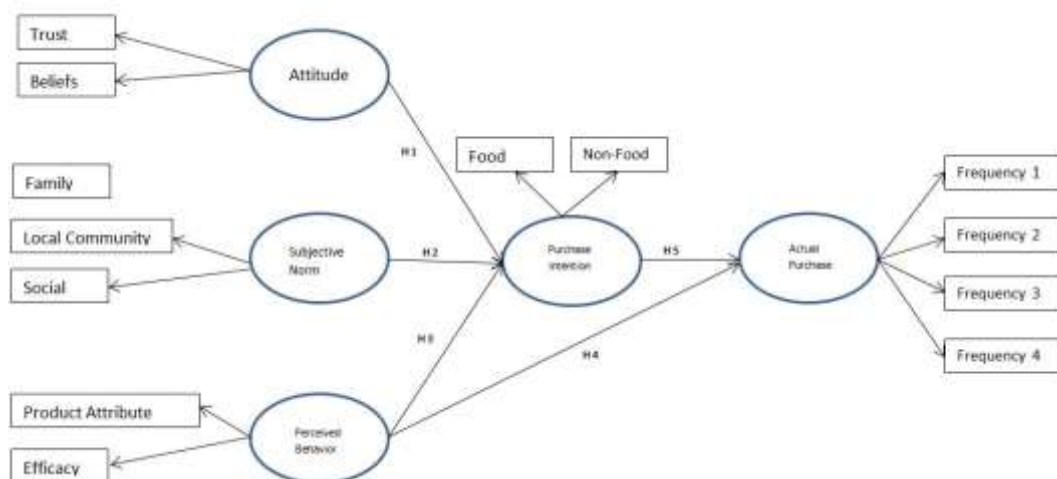 Trust
Beliefs
Attitude
H1
Food
Non-Food
Family
Local Community
Social
Subjective
Norm
H2
Purchase
Intention
H5
Actual
Purchase
Frequency 1
Frequency 2
Frequency 3
Frequency 4
H3
H4
Product Attribute
Efficacy
Perceived
Behavior